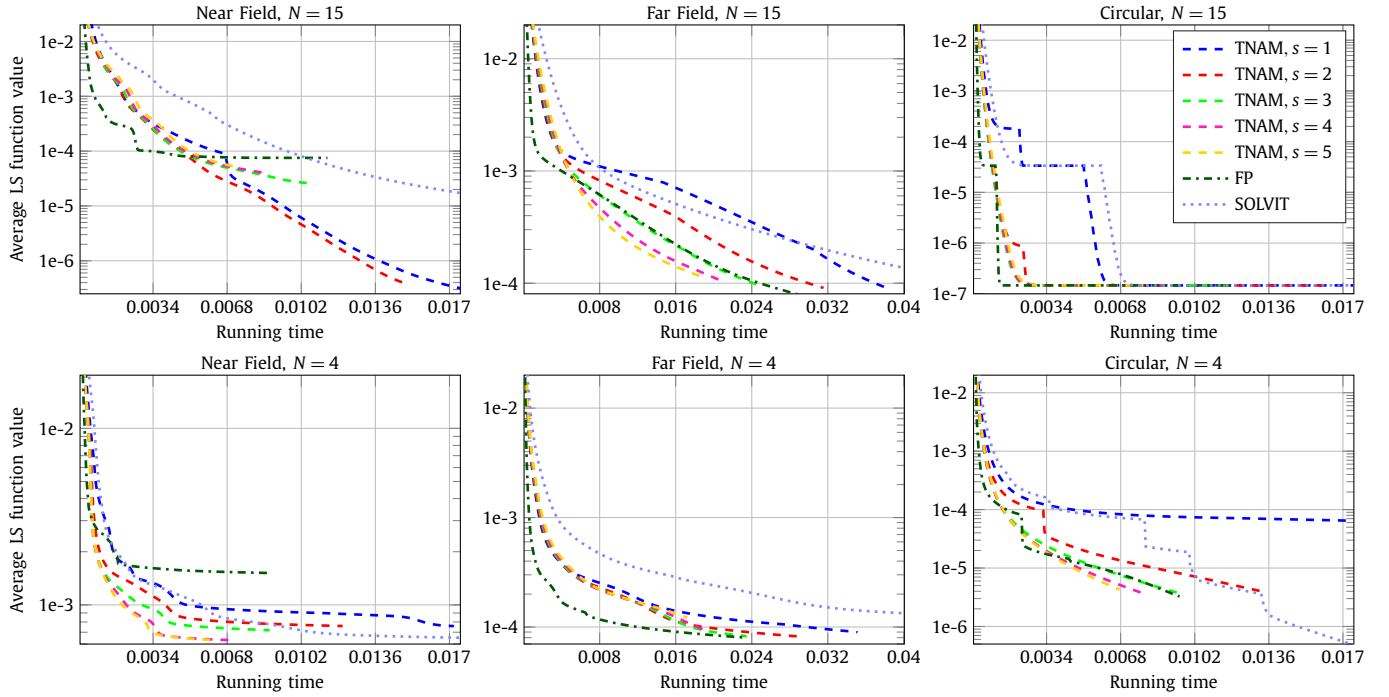 Near Field, N = 15
Far Field, N = 15
Circular, N = 15
Average LS function value
1e-2
1e-3
1e-4
1e-5
1e-6
0.0034 0.0068 0.0102 0.0136 0.017
Running time
1e-2
1e-3
1e-4
0.008 0.016 0.024 0.032 0.04
Running time
1e-2
1e-3
1e-4
1e-5
1e-6
1e-7
0.0034 0.0068 0.0102 0.0136 0.017
Running time
TNAM, s = 1
TNAM, s = 2
TNAM, s = 3
TNAM, s = 4
TNAM, s = 5
FP
SOLVIT
Near Field, N = 4
Far Field, N = 4
Circular, N = 4
Average LS function value
1e-2
1e-3
0.0034 0.0068 0.0102 0.0136 0.017
Running time
1e-2
1e-3
1e-4
0.008 0.016 0.024 0.032 0.04
Running time
1e-2
1e-3
1e-4
1e-5
1e-6
0.0034 0.0068 0.0102 0.0136 0.017
Running time